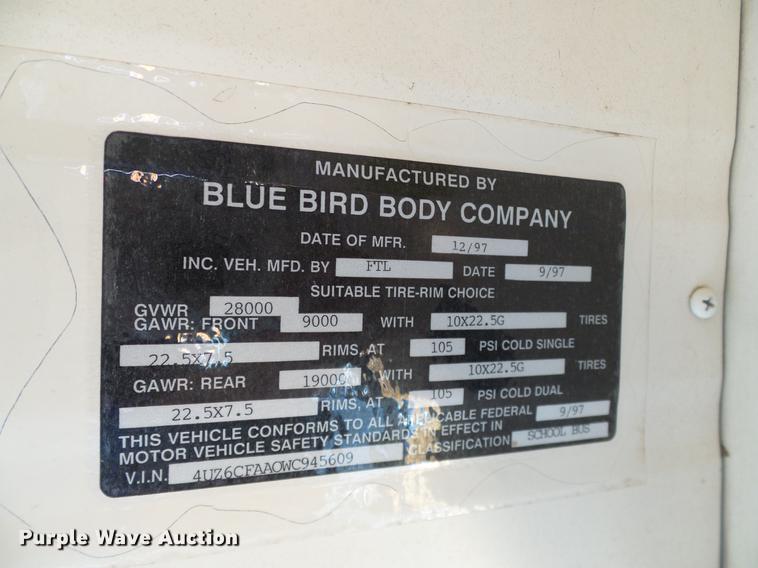 MANUFACTURED BY
BLUE BIRD BODY COMPANY
DATE OF MFR. 12/97
INC. VEH. MFD. BY FTL DATE 9/97
SUITABLE TIRE-RIM CHOICE
GVWR 28000
GAWR: FRONT 9000 WITH 10X22.5G TIRES
22.5X7.5 RIMS, AT 105 PSI COLD SINGLE
GAWR: REAR 19000 WITH 10X22.5G TIRES
22.5X7.5 RIMS, AT 105 PSI COLD DUAL
THIS VEHICLE CONFORMS TO ALL APPLICABLE FEDERAL 9/97
MOTOR VEHICLE SAFETY STANDARDS IN EFFECT IN
V.I.N. 4UZ6CFAAOWC945609 CLASSIFICATION SCHOOL BUS
Purple Wave Auction